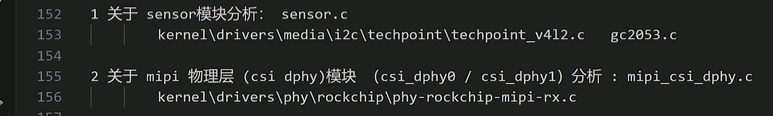 152 1 关于 sensor模块分析： sensor.c
153 kernel\drivers\media\i2c\techpoint\techpoint_v4l2.c gc2053.c
154
155 2 关于 mipi 物理层 (csi dphy)模块 (csi_dphy0 / csi_dphy1) 分析 : mipi_csi_dphy.c
156 kernel\drivers\phy\rockchip\phy-rockchip-mipi-rx.c
157